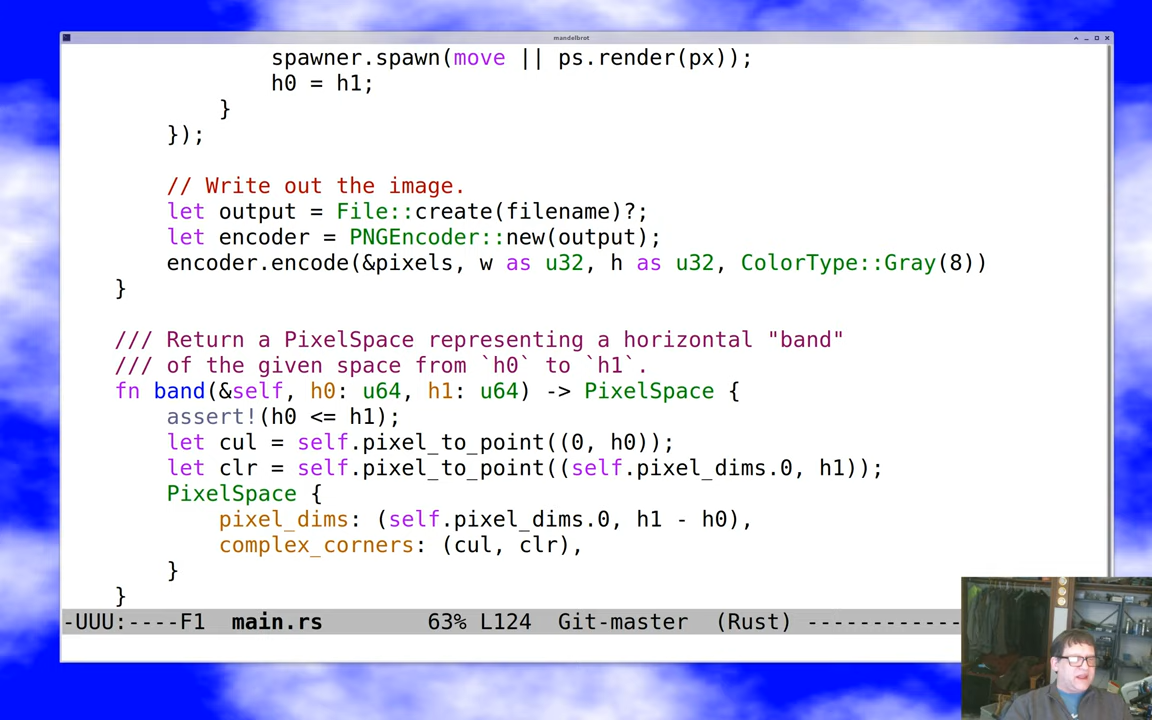 mandelbrot
spawner.spawn(move || ps.render(px));
h0 = h1;
}
});
// Write out the image.
let output = File::create(filename)?;
let encoder = PNGEncoder::new(output);
encoder.encode(&pixels, w as u32, h as u32, ColorType::Gray(8))
}
/// Return a PixelSpace representing a horizontal "band"
/// of the given space from `h0` to `h1`.
fn band(&self, h0: u64, h1: u64) -> PixelSpace {
assert!(h0 <= h1);
let cul = self.pixel_to_point((0, h0));
let clr = self.pixel_to_point((self.pixel_dims.0, h1));
PixelSpace {
pixel_dims: (self.pixel_dims.0, h1 - h0),
complex_corners: (cul, clr),
}
}
-UUU:----F1 main.rs 63% L124 Git-master (Rust) ------------